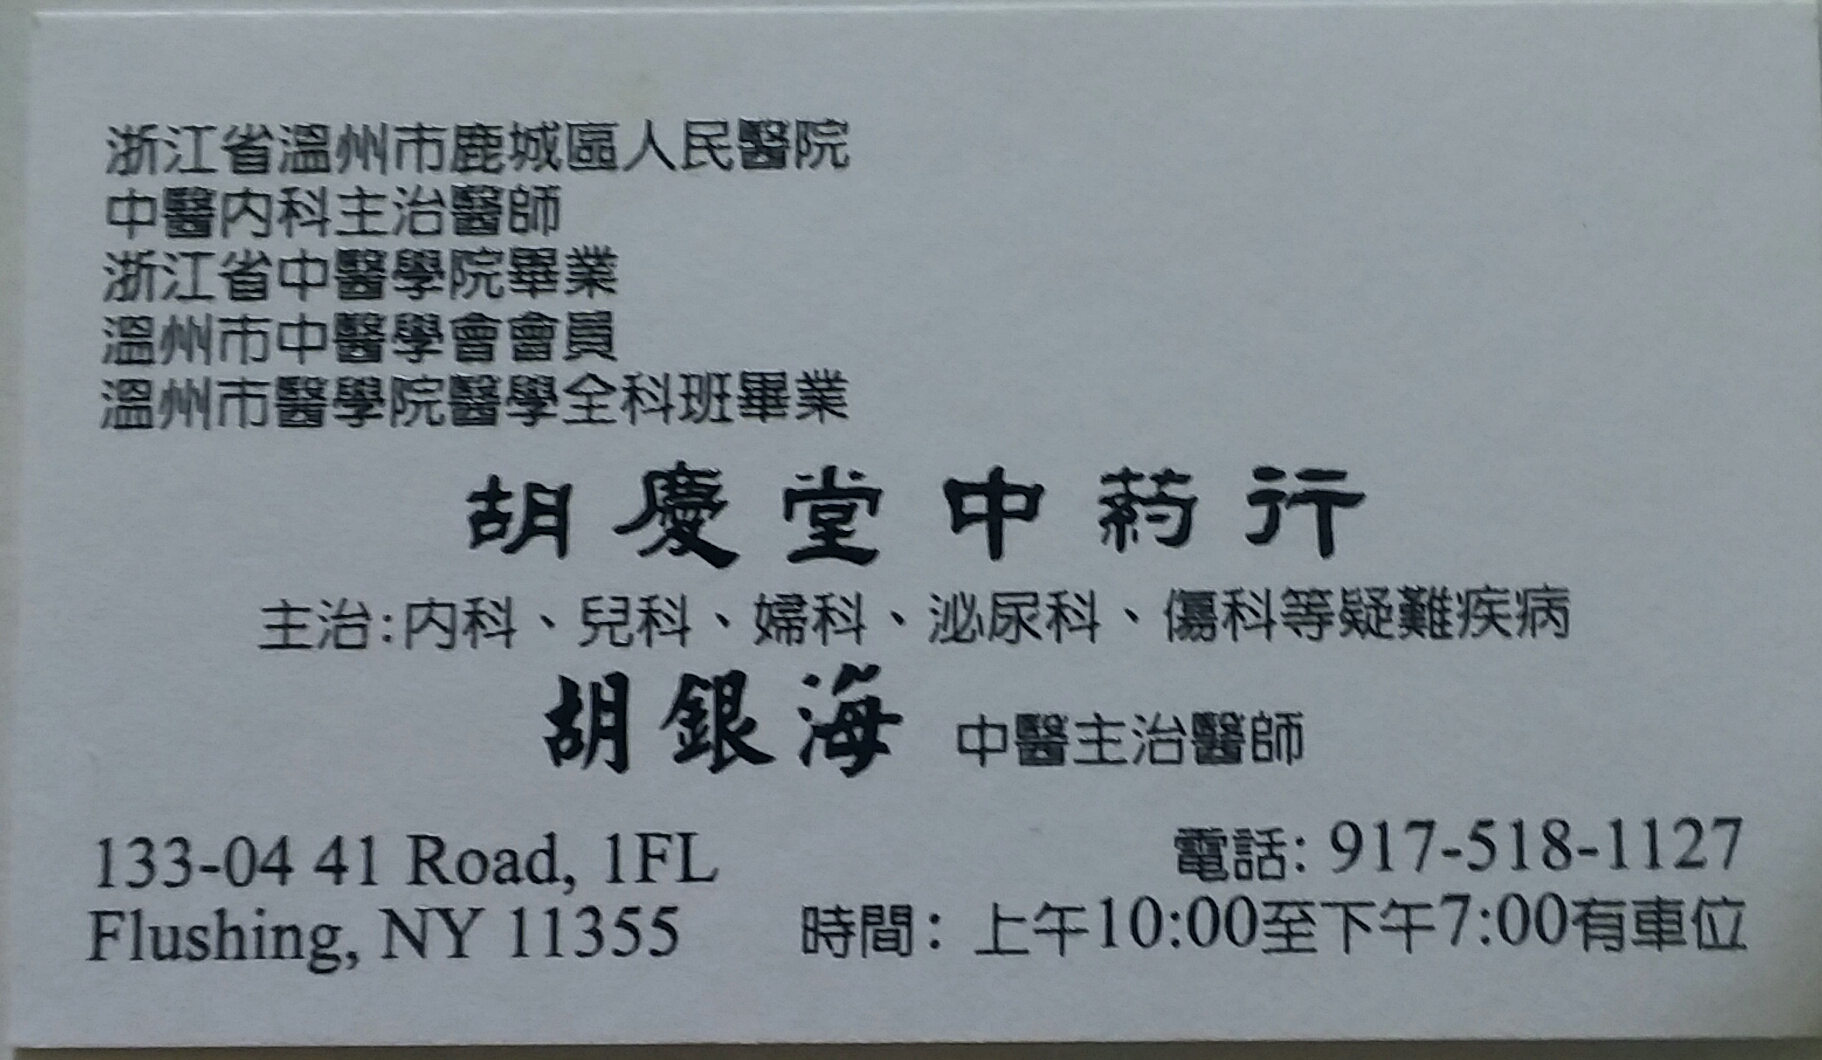 浙江省溫州市鹿城區人民醫院
中醫內科主治醫師
浙江省中醫學院畢業
溫州市中醫學會會員
溫州市醫學院醫學全科班畢業
胡慶堂中葯行
主治:內科、兒科、婦科、泌尿科、傷科等疑難疾病
胡銀海 中醫主治醫師
133-04 41 Road, 1FL 電話: 917-518-1127
Flushing, NY 11355 時間: 上午10:00至下午7:00有車位